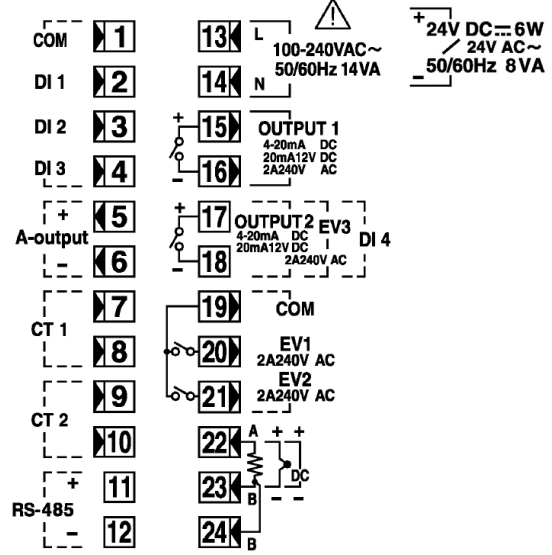 COM 1 13 L
100-240VAC~
50/60Hz 14VA
+ 24V DC⎓6W
24V AC~
− 50/60Hz 8VA
DI 1 2 14 N
DI 2 3 + 15 OUTPUT 1
4-20mA DC
20mA12V DC
DI 3 4 − 16 2A240V AC
+ 5 + 17 OUTPUT2 EV3
A-output 4-20mA DC DI 4
20mA12V DC
− 6 − 18 2A240V AC
7 19 COM
CT 1
8 20 EV1
2A240V AC
EV2
9 21 2A240V AC
CT 2
10 22 A + +
DC
+ 11 23 B − −
RS-485
− 12 24 B